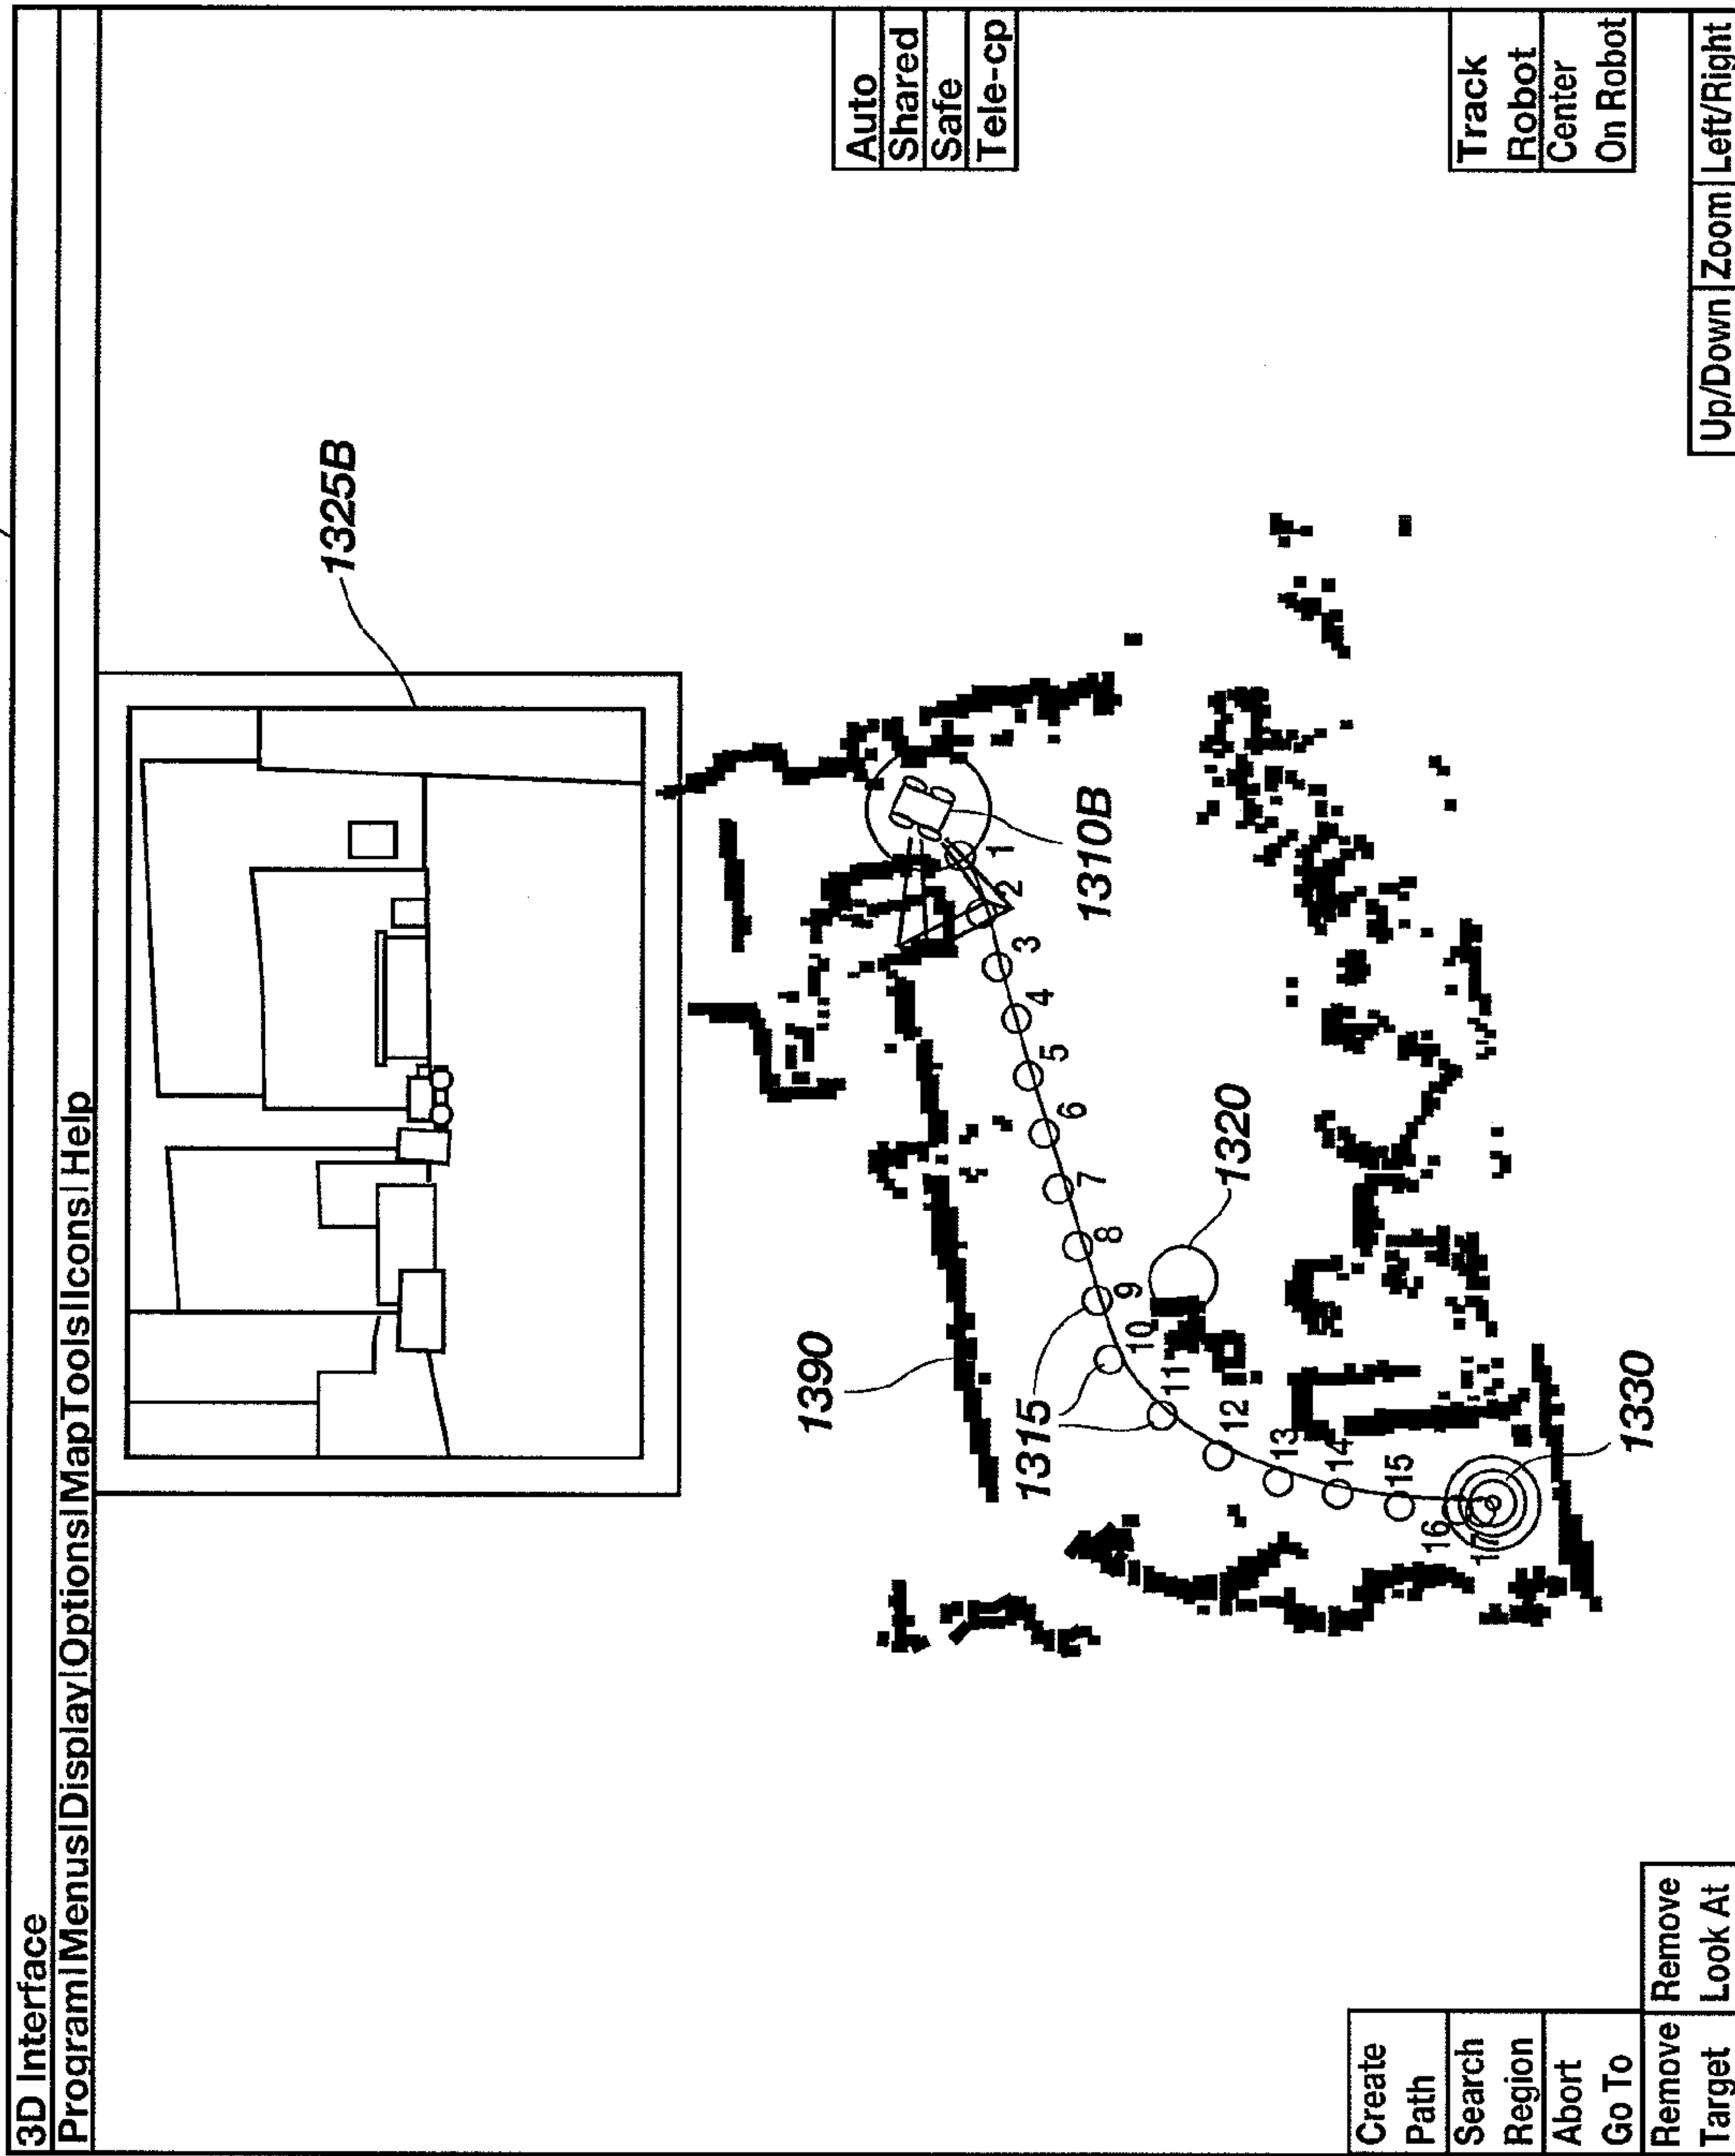 3D Interface
Program|Menus|Display|Options|MapTools|Icons|Help
1325B
Auto
Shared
Safe
Tele-cp
1390
1315
1
2
3
4
5
6
7
8
9
10
11
12
13
14
15
16
17
1310B
1320
1330
Track
Robot
Center
On Robot
Create
Path
Search
Region
Abort
Go To
Remove
Target
Remove
Look At
Up/Down
Zoom
Left/Right